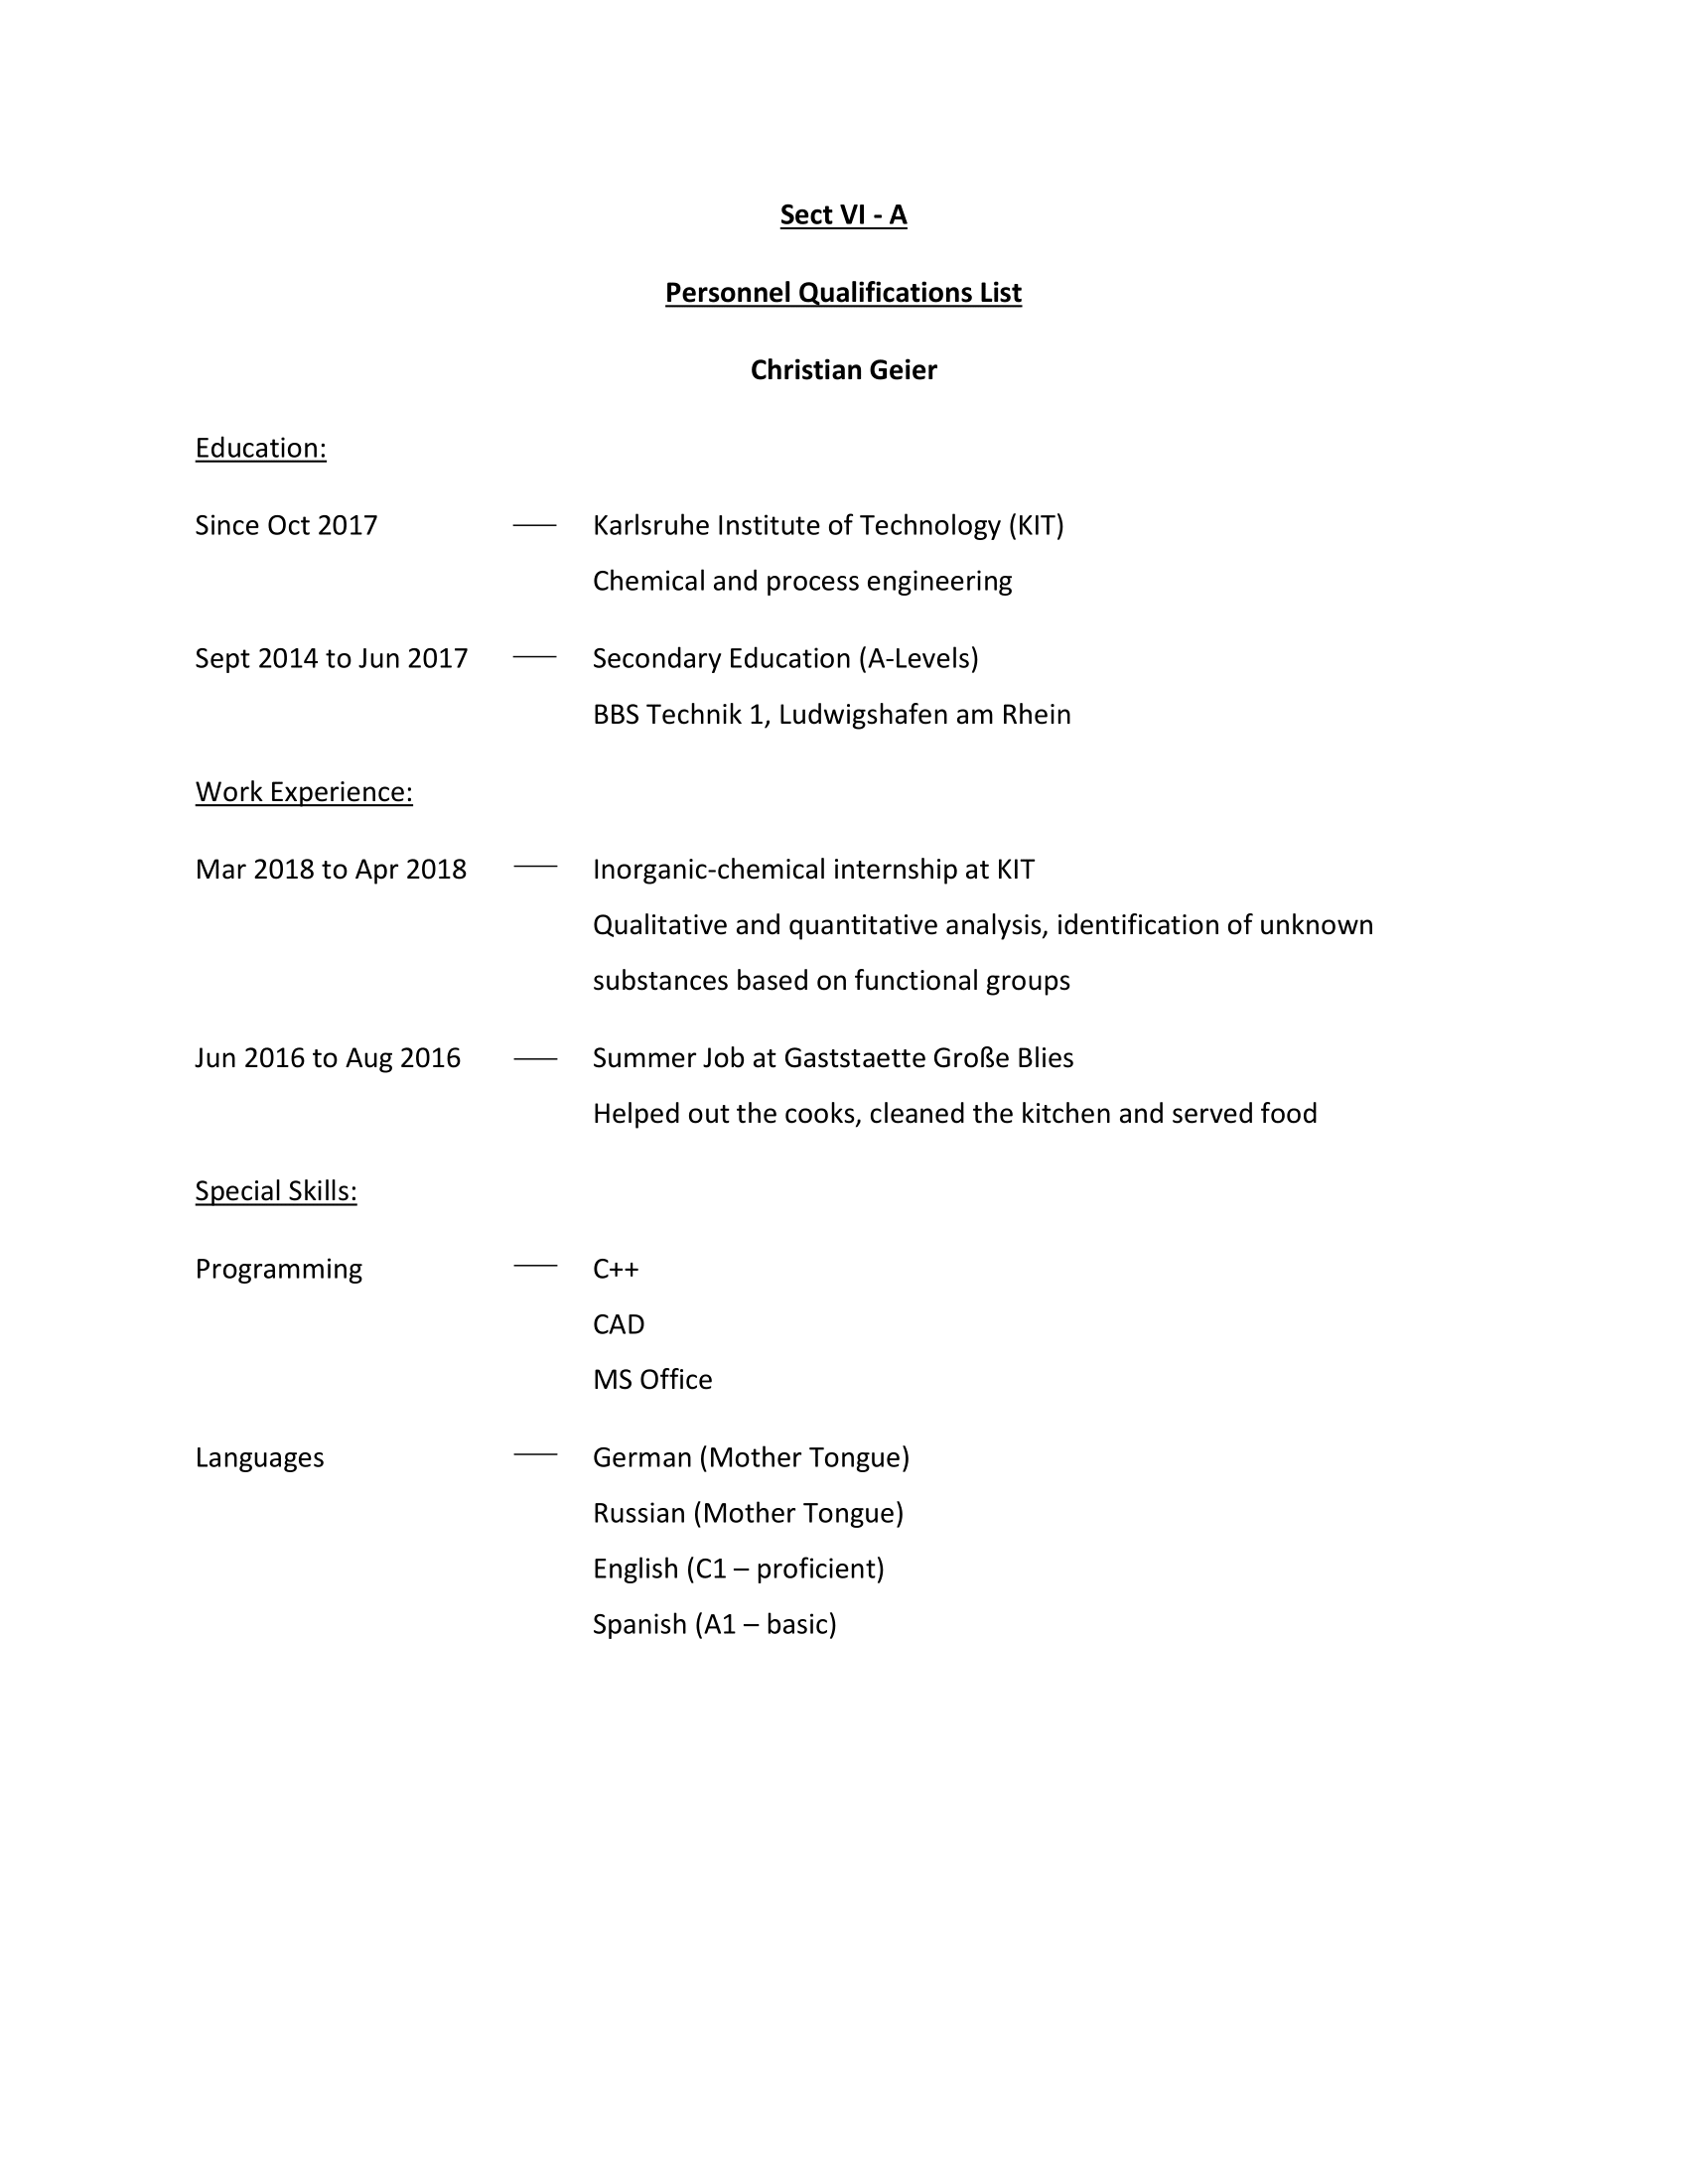 Sect VI - A
Personnel Qualifications List
Christian Geier
Education:
Since Oct 2017 — Karlsruhe Institute of Technology (KIT)
Chemical and process engineering
Sept 2014 to Jun 2017 — Secondary Education (A-Levels)
BBS Technik 1, Ludwigshafen am Rhein
Work Experience:
Mar 2018 to Apr 2018 — Inorganic-chemical internship at KIT
Qualitative and quantitative analysis, identification of unknown
substances based on functional groups
Jun 2016 to Aug 2016 — Summer Job at Gaststaette Große Blies
Helped out the cooks, cleaned the kitchen and served food
Special Skills:
Programming — C++
CAD
MS Office
Languages — German (Mother Tongue)
Russian (Mother Tongue)
English (C1 – proficient)
Spanish (A1 – basic)